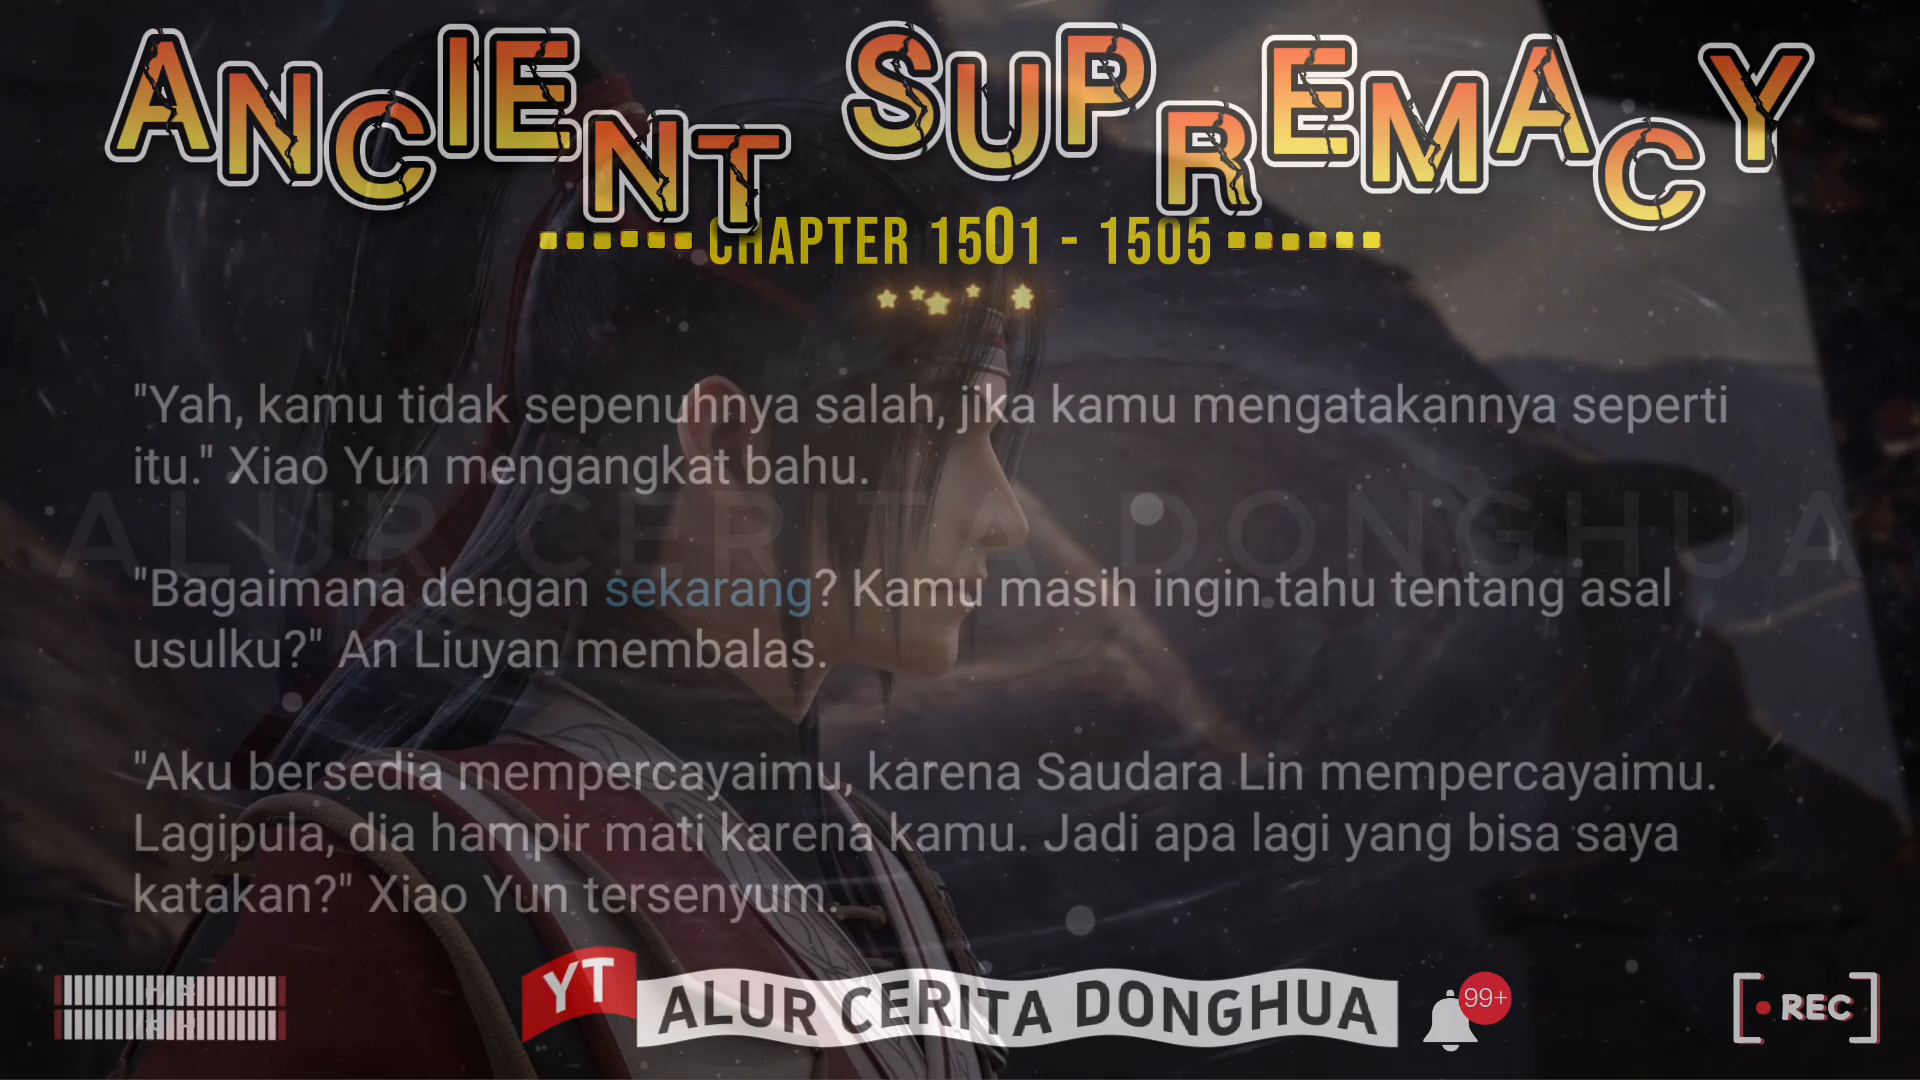 ANCIENT SUPREMACY
CHAPTER 1501 - 1505
"Yah, kamu tidak sepenuhnya salah, jika kamu mengatakannya seperti
itu." Xiao Yun mengangkat bahu.
ALUR CERITA DONGHUA
"Bagaimana dengan sekarang? Kamu masih ingin tahu tentang asal
usulku?" An Liuyan membalas.
"Aku bersedia mempercayaimu, karena Saudara Lin mempercayaimu.
Lagipula, dia hampir mati karena kamu. Jadi apa lagi yang bisa saya
katakan?" Xiao Yun tersenyum.
YT ALUR CERITA DONGHUA 99+
REC